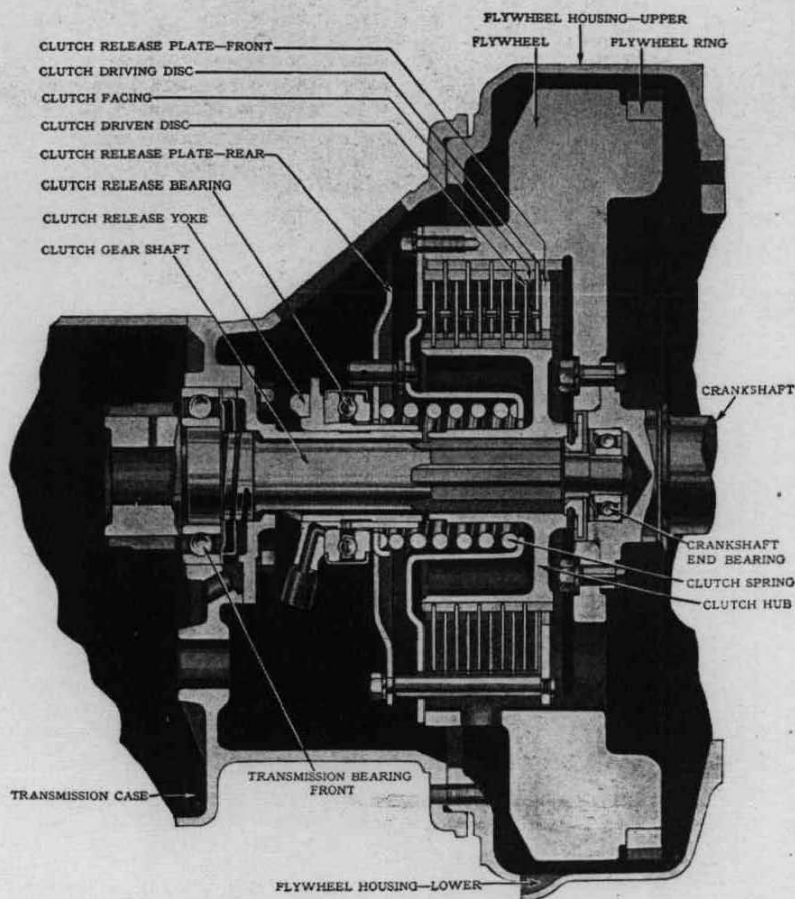 FLYWHEEL HOUSING—UPPER
CLUTCH RELEASE PLATE—FRONT
FLYWHEEL
FLYWHEEL RING
CLUTCH DRIVING DISC
CLUTCH FACING
CLUTCH DRIVEN DISC
CLUTCH RELEASE PLATE—REAR
CLUTCH RELEASE BEARING
CLUTCH RELEASE YOKE
CLUTCH GEAR SHAFT
CRANKSHAFT
CRANKSHAFT
END BEARING
CLUTCH SPRING
CLUTCH HUB
TRANSMISSION BEARING
FRONT
TRANSMISSION CASE
FLYWHEEL HOUSING—LOWER